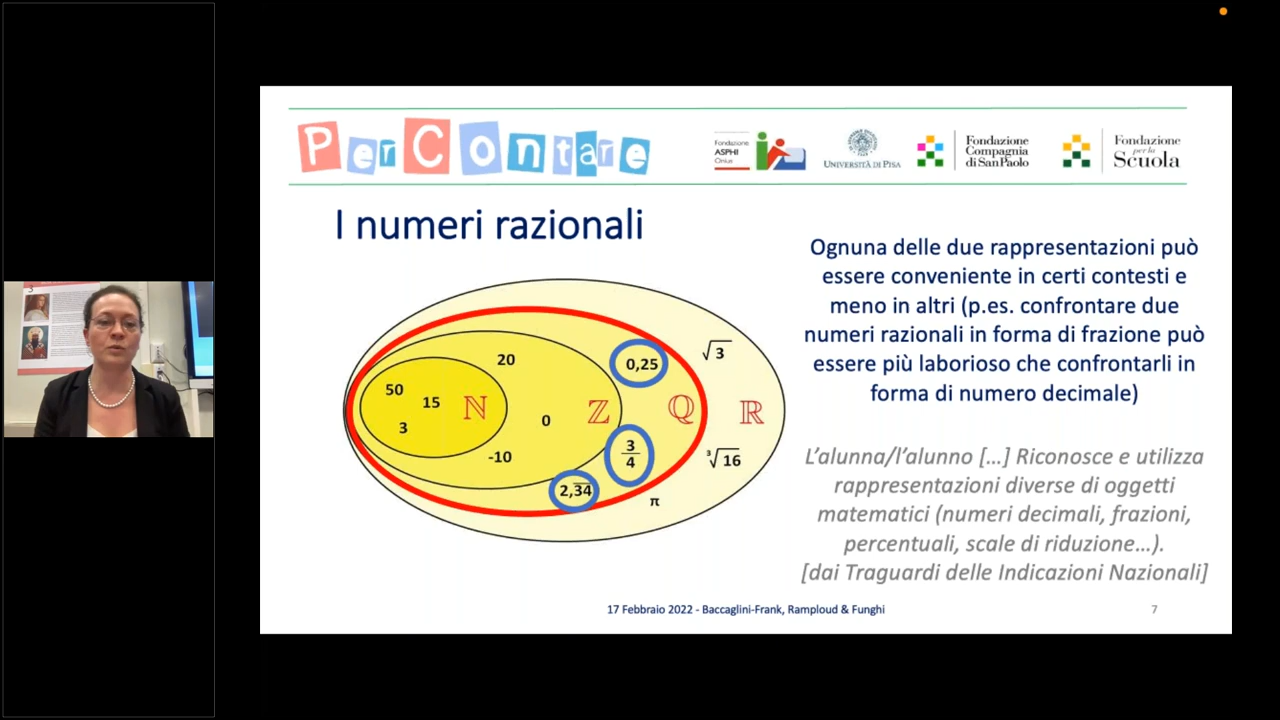 PerContare
Fondazione
ASPHI
Onlus
UNIVERSITÀ DI PISA
Fondazione
Compagnia
di San Paolo
Fondazione
per la
Scuola
I numeri razionali
Ognuna delle due rappresentazioni può
essere conveniente in certi contesti e
meno in altri (p.es. confrontare due
numeri razionali in forma di frazione può
essere più laborioso che confrontarli in
forma di numero decimale)
L'alunna/l'alunno [...] Riconosce e utilizza
rappresentazioni diverse di oggetti
matematici (numeri decimali, frazioni,
percentuali, scale di riduzione...).
[dai Traguardi delle Indicazioni Nazionali]
20
0,25
√3
50
15
ℕ
3
0
ℤ
ℚ
ℝ
-10
3/4
∛16
2,3̅4̅
π
17 Febbraio 2022 - Baccaglini-Frank, Ramploud & Funghi
7